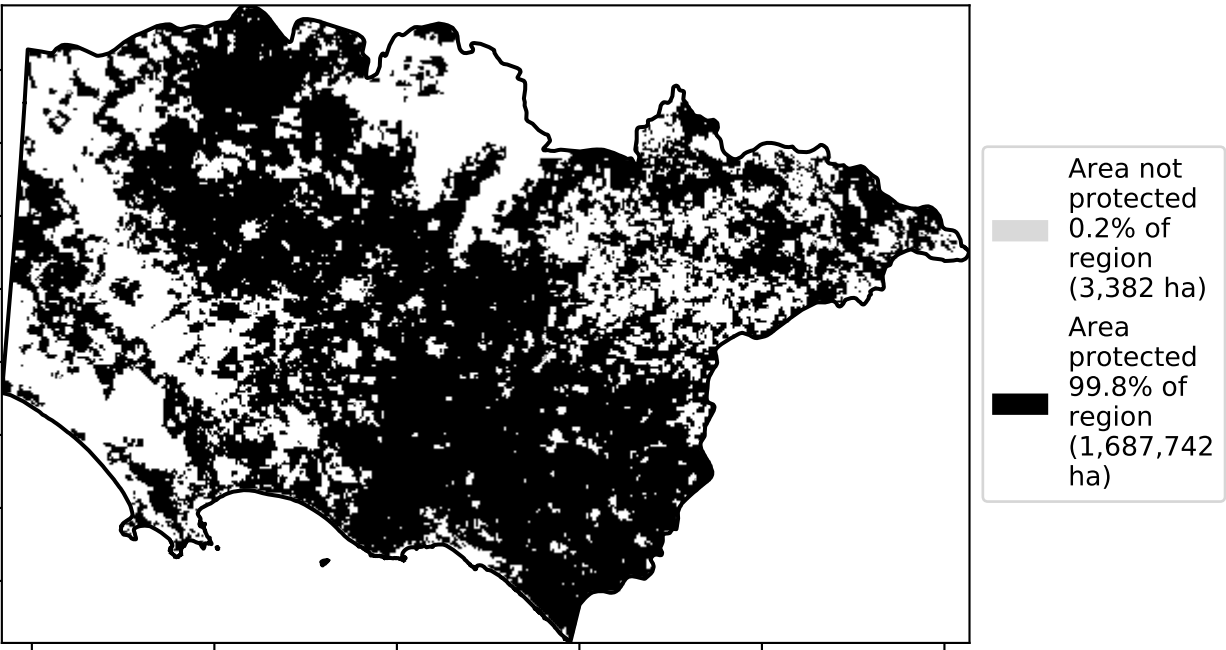 Area not
protected
0.2% of
region
(3,382 ha)
Area
protected
99.8% of
region
(1,687,742
ha)